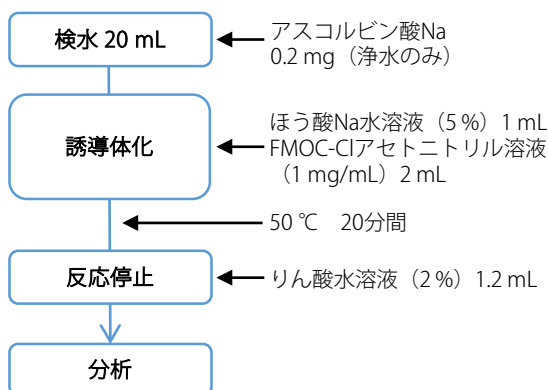 検水 20 mL
アスコルビン酸Na
0.2 mg（浄水のみ）
誘導体化
ほう酸Na水溶液（5 %）1 mL
FMOC-Clアセトニトリル溶液
（1 mg/mL）2 mL
50 ℃　20分間
反応停止
りん酸水溶液（2 %）1.2 mL
分析